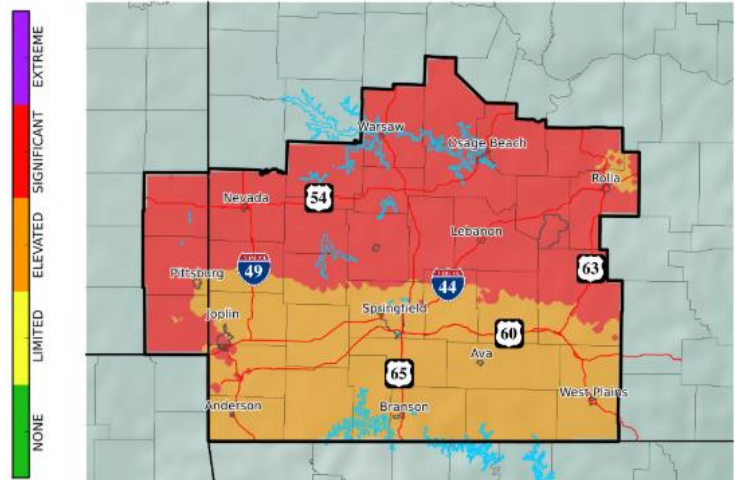 EXTREME
SIGNIFICANT
ELEVATED
LIMITED
NONE
Warsaw
Osage Beach
Rolla
Nevada
54
Lebanon
Pittsburg
49
44
63
Joplin
Springfield
60
Ava
65
West Plains
Anderson
Branson